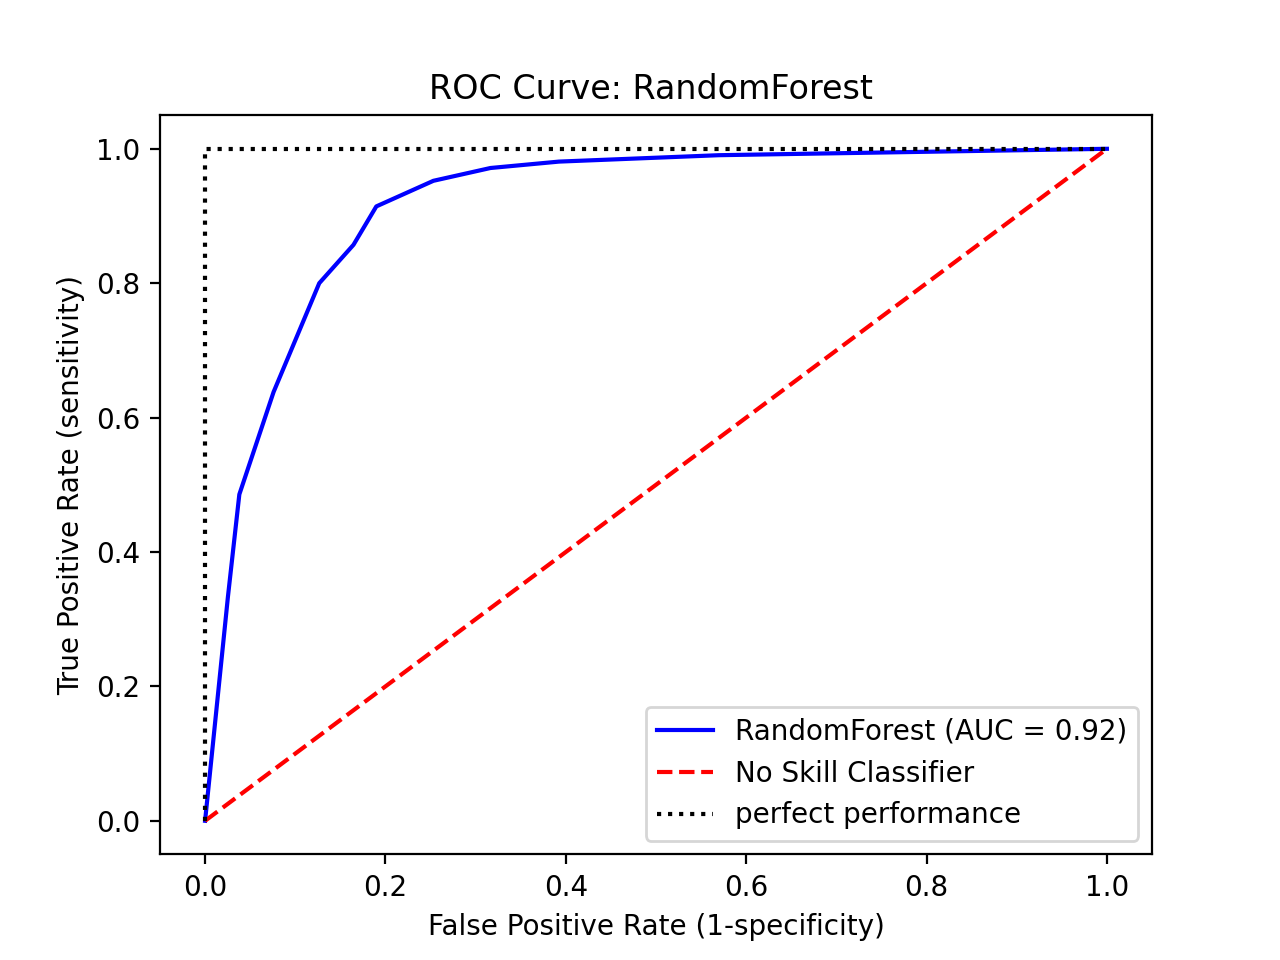 ROC Curve: RandomForest
True Positive Rate (sensitivity)
1.0
0.8
0.6
0.4
0.2
0.0
RandomForest (AUC = 0.92)
No Skill Classifier
perfect performance
0.0 0.2 0.4 0.6 0.8 1.0
False Positive Rate (1-specificity)